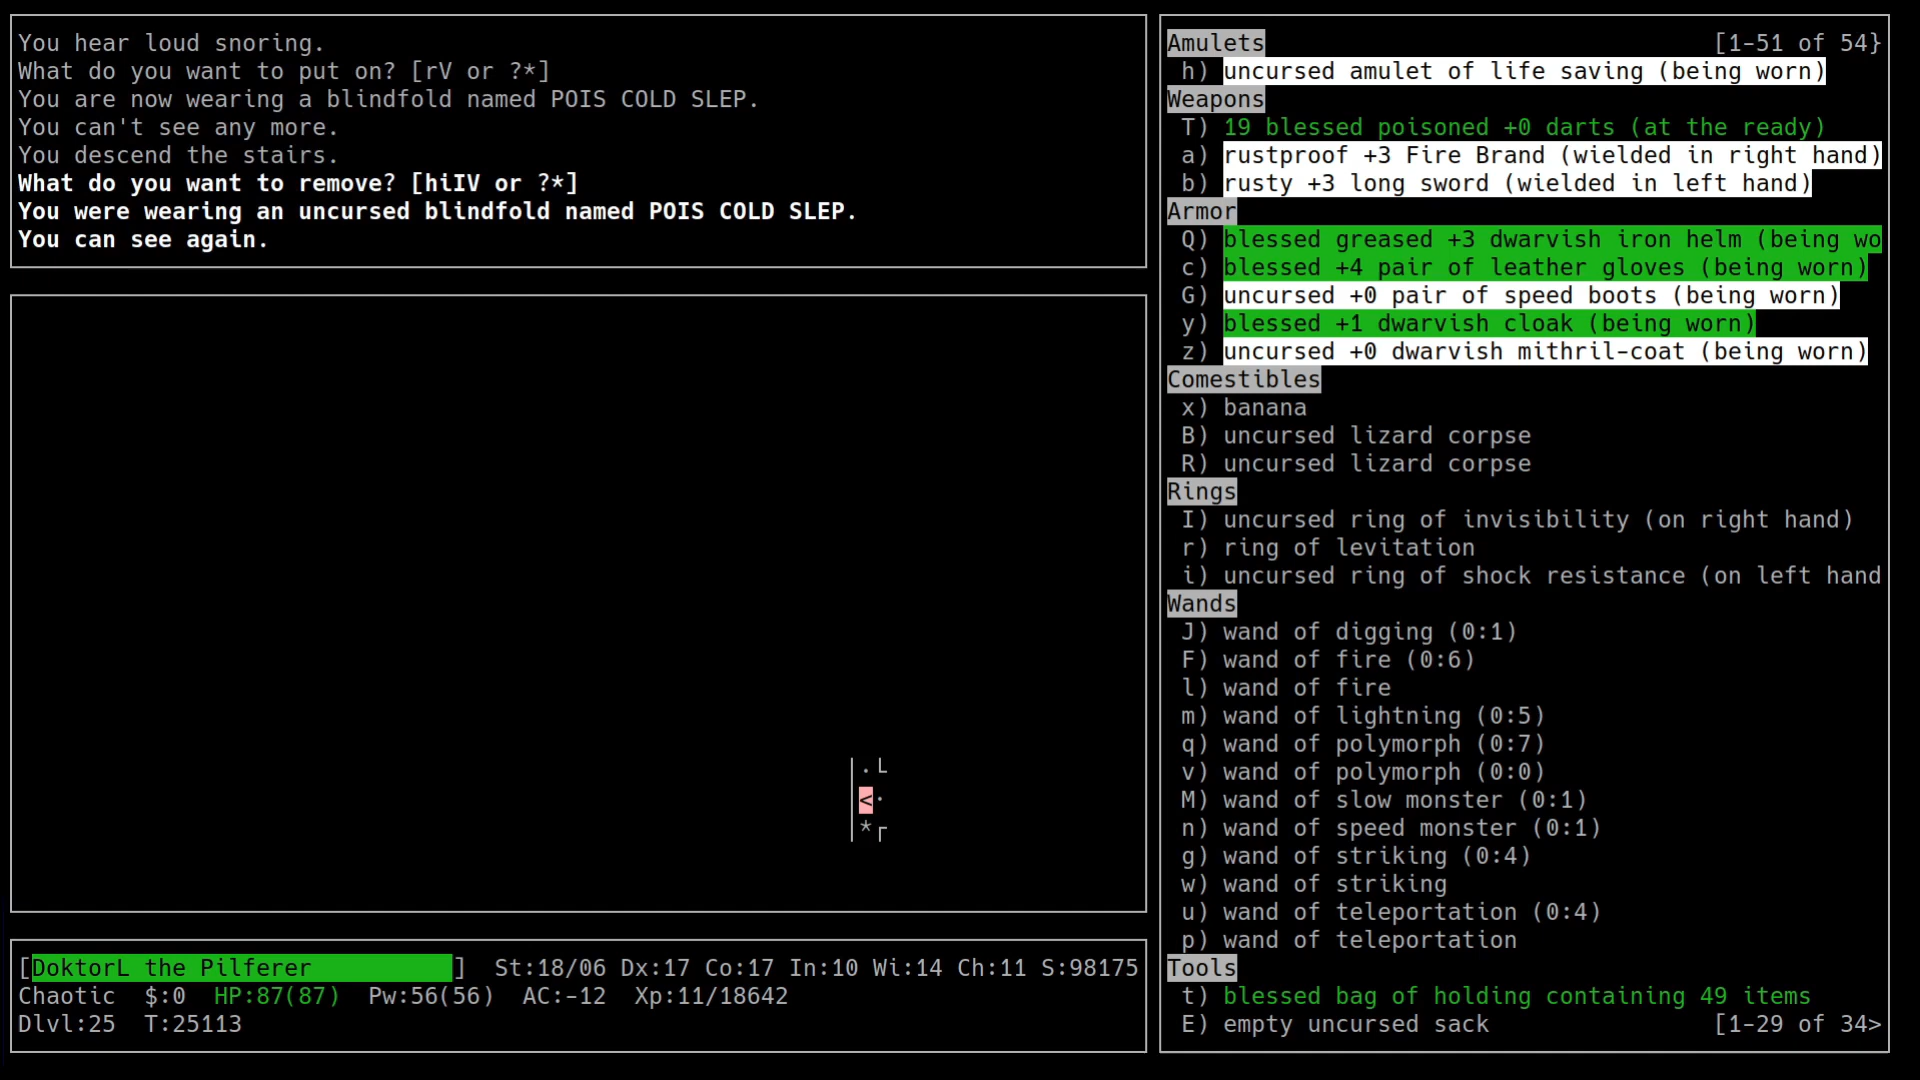 You hear loud snoring.
What do you want to put on? [rV or ?*]
You are now wearing a blindfold named POIS COLD SLEP.
You can't see any more.
You descend the stairs.
What do you want to remove? [hiIV or ?*]
You were wearing an uncursed blindfold named POIS COLD SLEP.
You can see again.
|.└
|<·
|*┌
[DoktorL the Pilferer] St:18/06 Dx:17 Co:17 In:10 Wi:14 Ch:11 S:98175
Chaotic $:0 HP:87(87) Pw:56(56) AC:-12 Xp:11/18642
Dlvl:25 T:25113
Amulets [1-51 of 54}
h) uncursed amulet of life saving (being worn)
Weapons
T) 19 blessed poisoned +0 darts (at the ready)
a) rustproof +3 Fire Brand (wielded in right hand)
b) rusty +3 long sword (wielded in left hand)
Armor
Q) blessed greased +3 dwarvish iron helm (being wo
c) blessed +4 pair of leather gloves (being worn)
G) uncursed +0 pair of speed boots (being worn)
y) blessed +1 dwarvish cloak (being worn)
z) uncursed +0 dwarvish mithril-coat (being worn)
Comestibles
x) banana
B) uncursed lizard corpse
R) uncursed lizard corpse
Rings
I) uncursed ring of invisibility (on right hand)
r) ring of levitation
i) uncursed ring of shock resistance (on left hand
Wands
J) wand of digging (0:1)
F) wand of fire (0:6)
l) wand of fire
m) wand of lightning (0:5)
q) wand of polymorph (0:7)
v) wand of polymorph (0:0)
M) wand of slow monster (0:1)
n) wand of speed monster (0:1)
g) wand of striking (0:4)
w) wand of striking
u) wand of teleportation (0:4)
p) wand of teleportation
Tools
t) blessed bag of holding containing 49 items
E) empty uncursed sack [1-29 of 34>